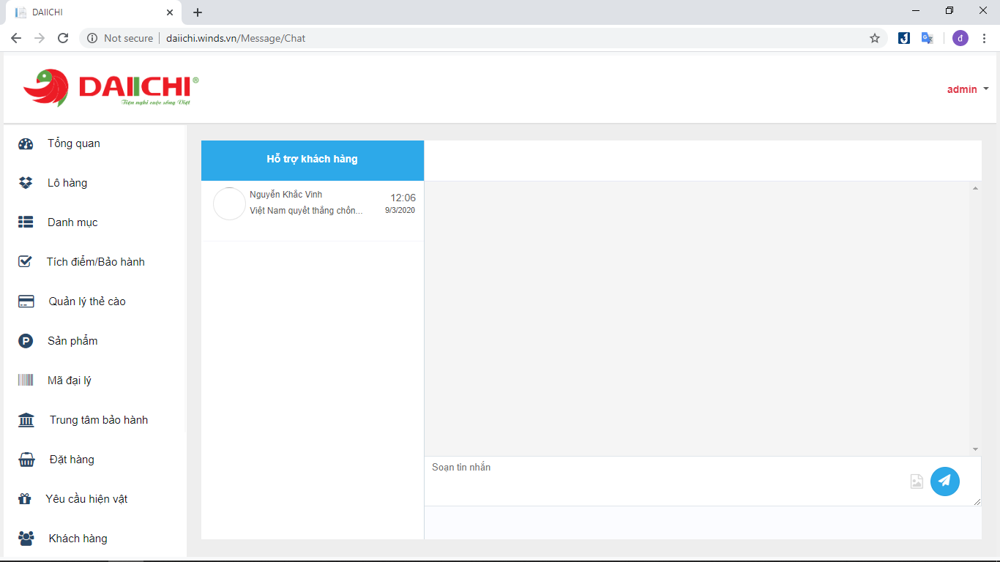 DAIICHI
Not secure
daiichi.winds.vn/Message/Chat
đ
DAIICHI®
Tiện nghi cuộc sống Việt
admin
Tổng quan
Lô hàng
Danh mục
Tích điểm/Bảo hành
Quản lý thẻ cào
P
Sản phẩm
Mã đại lý
Trung tâm bảo hành
Đặt hàng
Yêu cầu hiện vật
Khách hàng
Hỗ trợ khách hàng
Nguyễn Khắc Vinh
12:06
Việt Nam quyết thắng chốn...
9/3/2020
Soạn tin nhắn